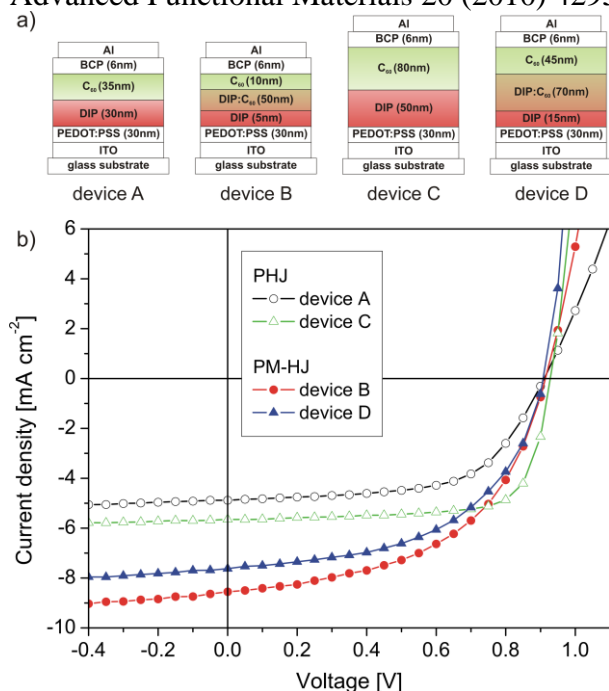 Advanced Functional Materials 20 (2010) 4295
a)
Al
BCP (6nm)
C₆₀ (35nm)
DIP (30nm)
PEDOT:PSS (30nm)
ITO
glass substrate
device A
Al
BCP (6nm)
C₆₀ (10nm)
DIP:C₆₀ (50nm)
DIP (5nm)
PEDOT:PSS (30nm)
ITO
glass substrate
device B
Al
BCP (6nm)
C₆₀ (80nm)
DIP (50nm)
PEDOT:PSS (30nm)
ITO
glass substrate
device C
Al
BCP (6nm)
C₆₀ (45nm)
DIP:C₆₀ (70nm)
DIP (15nm)
PEDOT:PSS (30nm)
ITO
glass substrate
device D
b)
6
4
2
0
-2
-4
-6
-8
-10
Current density [mA cm⁻²]
PHJ
device A
device C
PM-HJ
device B
device D
-0.4 -0.2 0.0 0.2 0.4 0.6 0.8 1.0
Voltage [V]